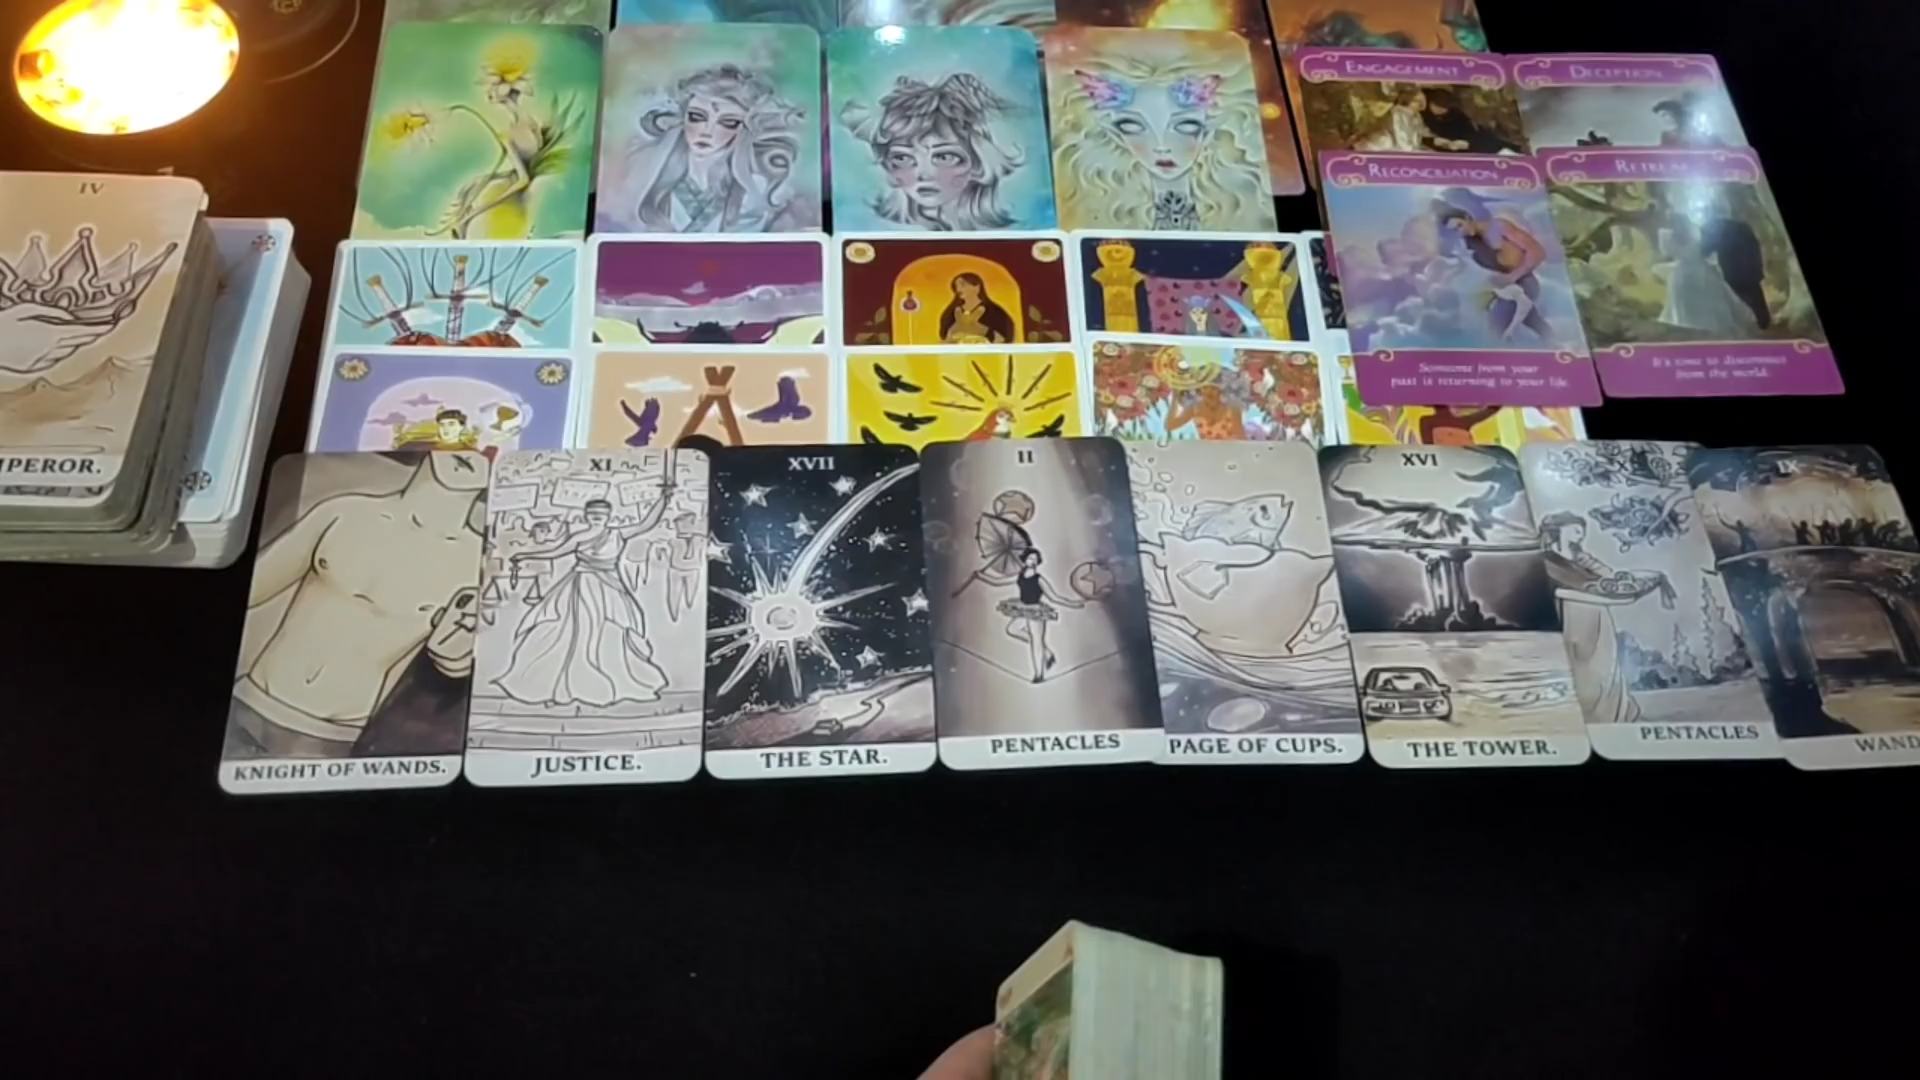 ENGAGEMENT
DECEPTION
RECONCILIATION
IV
Someone from your
past is returning to your life.
It's time to disconnect
from the world.
XI
XVII
II
XVI
X
IX
KNIGHT OF WANDS.
JUSTICE.
THE STAR.
PENTACLES
PAGE OF CUPS.
THE TOWER.
PENTACLES